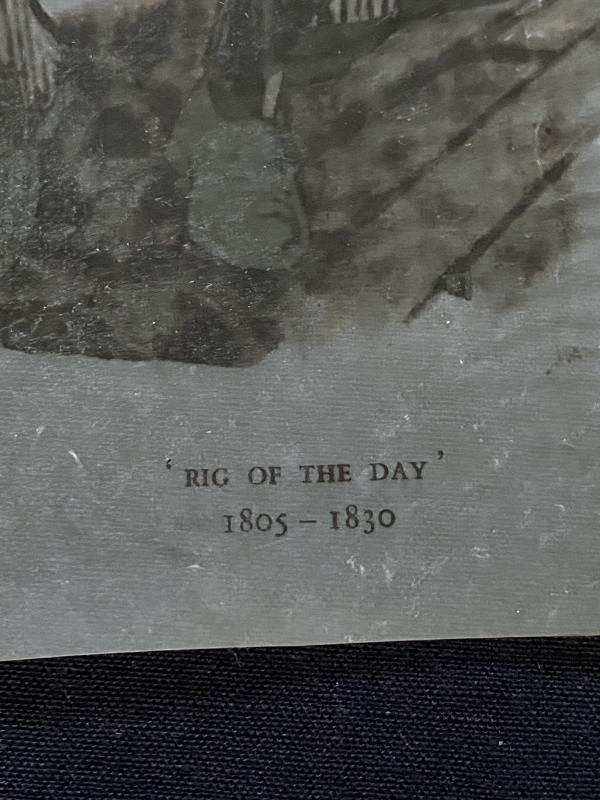 ‘RIG OF THE DAY’
1805 – 1830